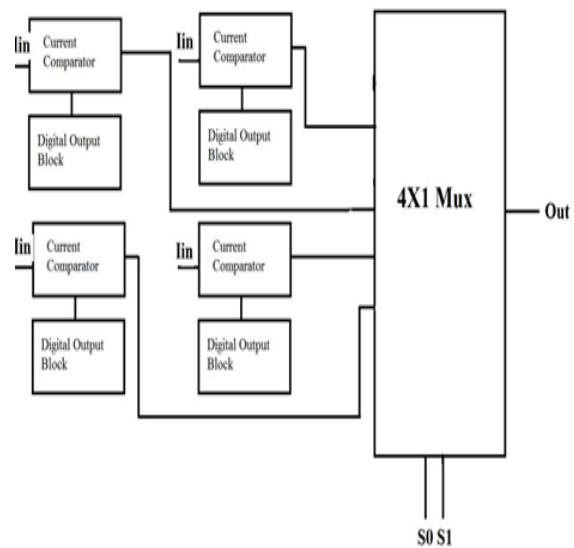 Iin
Current
Comparator
Digital Output
Block
Iin
Current
Comparator
Digital Output
Block
Iin
Current
Comparator
Digital Output
Block
Iin
Current
Comparator
Digital Output
Block
4X1 Mux
Out
S0 S1